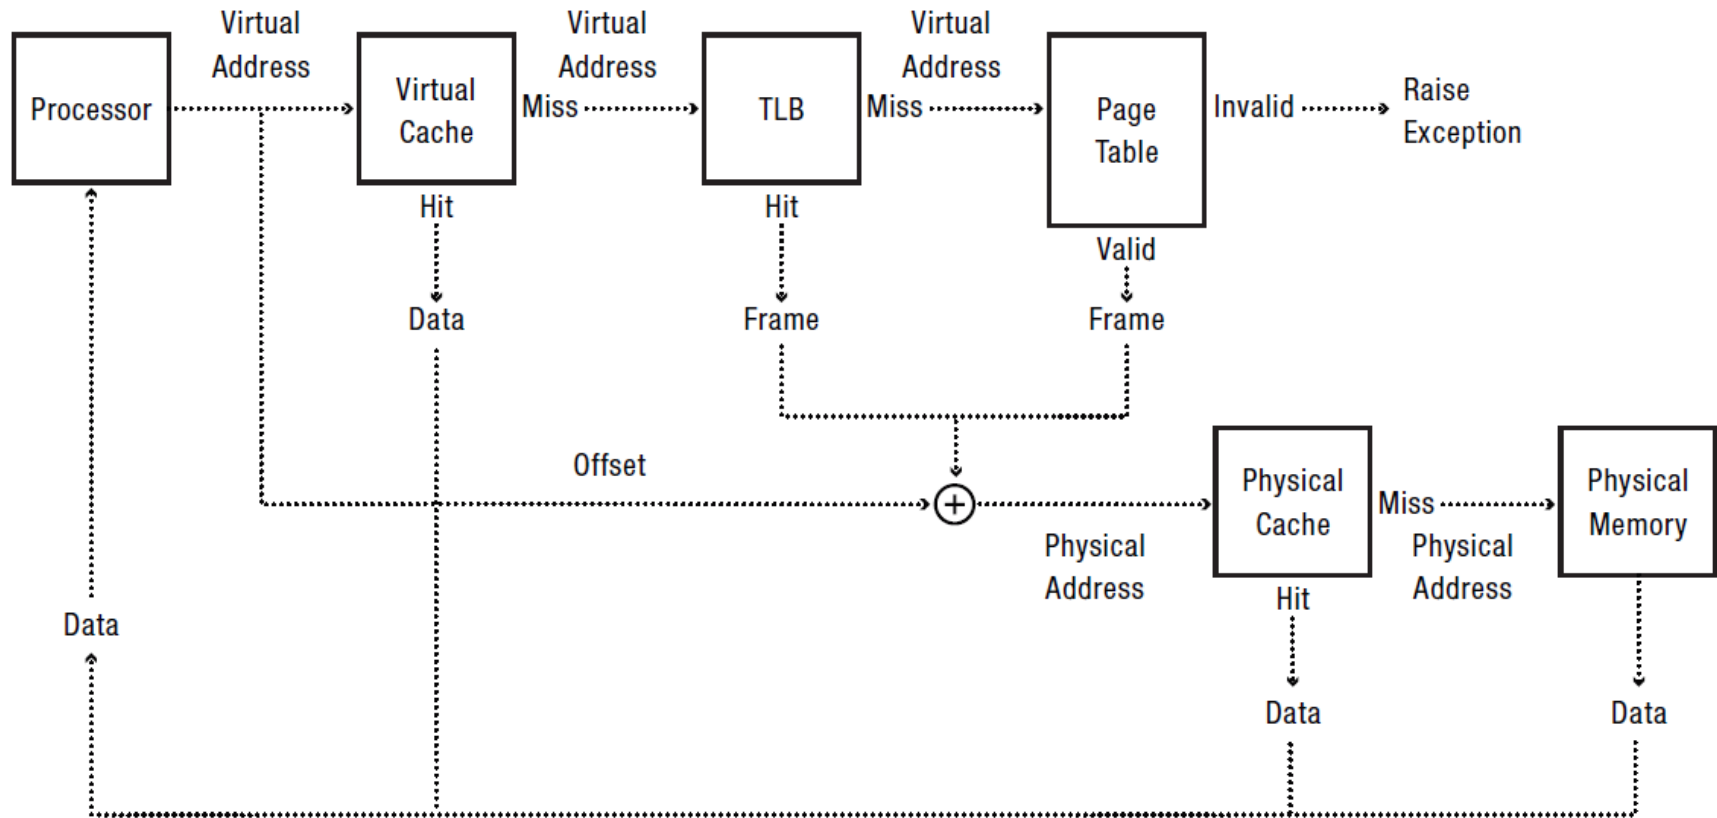 Virtual
Address
Virtual
Address
Virtual
Address
Processor
Virtual
Cache
Miss
TLB
Miss
Page
Table
Invalid
Raise
Exception
Hit
Hit
Valid
Data
Frame
Frame
Offset
+
Physical
Cache
Miss
Physical
Memory
Physical
Address
Physical
Address
Hit
Data
Data
Data